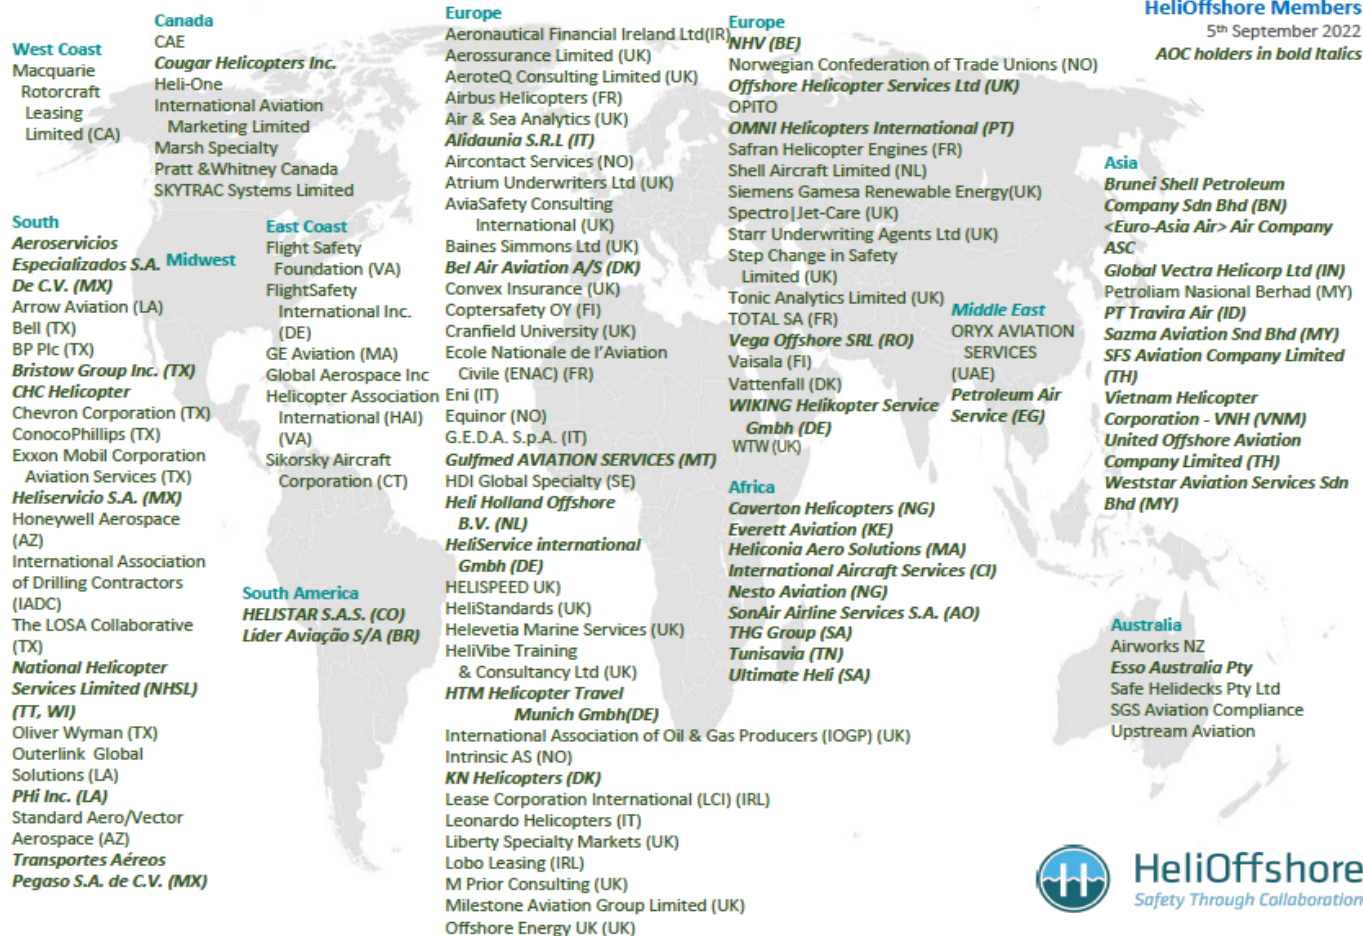 HeliOffshore Members
5th September 2022
AOC holders in bold Italics
West Coast
Macquarie
Rotorcraft
Leasing
Limited (CA)
Canada
CAE
Cougar Helicopters Inc.
Heli-One
International Aviation
Marketing Limited
Marsh Specialty
Pratt &Whitney Canada
SKYTRAC Systems Limited
South
Aeroservicios
Especializados S.A.
De C.V. (MX)
Arrow Aviation (LA)
Bell (TX)
BP Plc (TX)
Bristow Group Inc. (TX)
CHC Helicopter
Chevron Corporation (TX)
ConocoPhillips (TX)
Exxon Mobil Corporation
Aviation Services (TX)
Heliservicio S.A. (MX)
Honeywell Aerospace
(AZ)
International Association
of Drilling Contractors
(IADC)
The LOSA Collaborative
(TX)
National Helicopter
Services Limited (NHSL)
(TT, WI)
Oliver Wyman (TX)
Outerlink Global
Solutions (LA)
PHi Inc. (LA)
Standard Aero/Vector
Aerospace (AZ)
Transportes Aéreos
Pegaso S.A. de C.V. (MX)
Midwest
East Coast
Flight Safety
Foundation (VA)
FlightSafety
International Inc.
(DE)
GE Aviation (MA)
Global Aerospace Inc
Helicopter Association
International (HAI)
(VA)
Sikorsky Aircraft
Corporation (CT)
South America
HELISTAR S.A.S. (CO)
Lider Aviação S/A (BR)
Europe
Aeronautical Financial Ireland Ltd(IR)
Aerossurance Limited (UK)
AeroteQ Consulting Limited (UK)
Airbus Helicopters (FR)
Air & Sea Analytics (UK)
Alidaunia S.R.L (IT)
Aircontact Services (NO)
Atrium Underwriters Ltd (UK)
AviaSafety Consulting
International (UK)
Baines Simmons Ltd (UK)
Bel Air Aviation A/S (DK)
Convex Insurance (UK)
Coptersafety OY (FI)
Cranfield University (UK)
Ecole Nationale de l'Aviation
Civile (ENAC) (FR)
Eni (IT)
Equinor (NO)
G.E.D.A. S.p.A. (IT)
Gulfmed AVIATION SERVICES (MT)
HDI Global Specialty (SE)
Heli Holland Offshore
B.V. (NL)
HeliService international
Gmbh (DE)
HELISPEED UK)
HeliStandards (UK)
Helevetia Marine Services (UK)
HeliVibe Training
& Consultancy Ltd (UK)
HTM Helicopter Travel
Munich Gmbh(DE)
International Association of Oil & Gas Producers (IOGP) (UK)
Intrinsic AS (NO)
KN Helicopters (DK)
Lease Corporation International (LCI) (IRL)
Leonardo Helicopters (IT)
Liberty Specialty Markets (UK)
Lobo Leasing (IRL)
M Prior Consulting (UK)
Milestone Aviation Group Limited (UK)
Offshore Energy UK (UK)
Europe
NHV (BE)
Norwegian Confederation of Trade Unions (NO)
Offshore Helicopter Services Ltd (UK)
OPITO
OMNI Helicopters International (PT)
Safran Helicopter Engines (FR)
Shell Aircraft Limited (NL)
Siemens Gamesa Renewable Energy(UK)
Spectro|Jet-Care (UK)
Starr Underwriting Agents Ltd (UK)
Step Change in Safety
Limited (UK)
Tonic Analytics Limited (UK)
TOTAL SA (FR)
Vega Offshore SRL (RO)
Vaisala (FI)
Vattenfall (DK)
WIKING Helikopter Service
Gmbh (DE)
WTW (UK)
Africa
Caverton Helicopters (NG)
Everett Aviation (KE)
Heliconia Aero Solutions (MA)
International Aircraft Services (CI)
Nesto Aviation (NG)
SonAir Airline Services S.A. (AO)
THG Group (SA)
Tunisavia (TN)
Ultimate Heli (SA)
Middle East
ORYX AVIATION
SERVICES
(UAE)
Petroleum Air
Service (EG)
Asia
Brunei Shell Petroleum
Company Sdn Bhd (BN)
<Euro-Asia Air> Air Company
ASC
Global Vectra Helicorp Ltd (IN)
Petroliam Nasional Berhad (MY)
PT Travira Air (ID)
Sazma Aviation Snd Bhd (MY)
SFS Aviation Company Limited
(TH)
Vietnam Helicopter
Corporation - VNH (VNM)
United Offshore Aviation
Company Limited (TH)
Weststar Aviation Services Sdn
Bhd (MY)
Australia
Airworks NZ
Esso Australia Pty
Safe Helidecks Pty Ltd
SGS Aviation Compliance
Upstream Aviation
HeliOffshore
Safety Through Collaboration